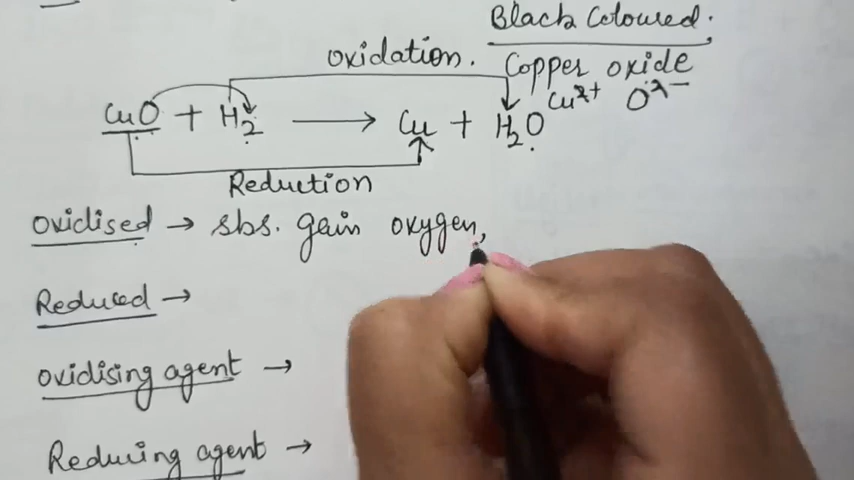 Black Coloured.
oxidation. Copper oxide
Cu²⁺ O²⁻
CuO + H₂ → Cu + H₂O
Reduction
oxidised → sbs. gain oxygen,
Reduced →
oxidising agent →
Reducing agent →